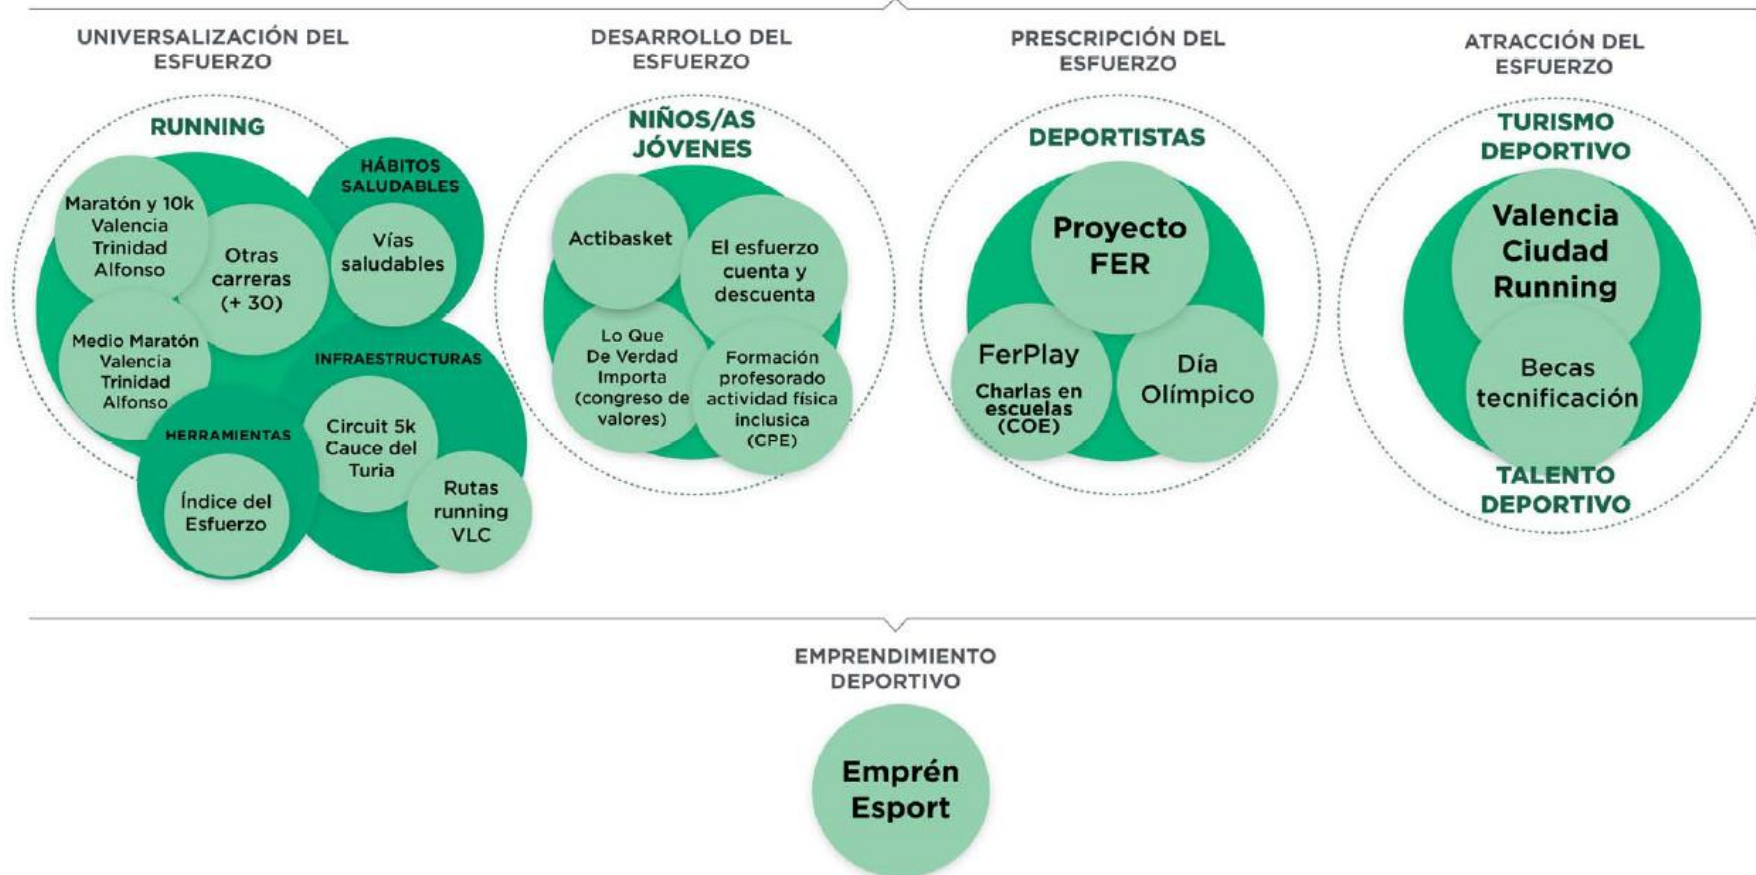 UNIVERSALIZACIÓN DEL
ESFUERZO
RUNNING
Maratón y 10k
Valencia
Trinidad
Alfonso
Otras
carreras
(+ 30)
Medio Maratón
Valencia
Trinidad
Alfonso
HÁBITOS
SALUDABLES
Vías
saludables
INFRAESTRUCTURAS
Circuit 5k
Cauce del
Turia
Rutas
running
VLC
HERRAMIENTAS
Índice del
Esfuerzo
DESARROLLO DEL
ESFUERZO
NIÑOS/AS
JÓVENES
Actibasket
El esfuerzo
cuenta y
descuenta
Lo Que
De Verdad
Importa
(congreso de
valores)
Formación
profesorado
actividad física
inclusica
(CPE)
PRESCRIPCIÓN DEL
ESFUERZO
DEPORTISTAS
Proyecto
FER
FerPlay
Charlas en
escuelas
(COE)
Día
Olímpico
ATRACCIÓN DEL
ESFUERZO
TURISMO
DEPORTIVO
Valencia
Ciudad
Running
Becas
tecnificación
TALENTO
DEPORTIVO
EMPRENDIMIENTO
DEPORTIVO
Emprén
Esport